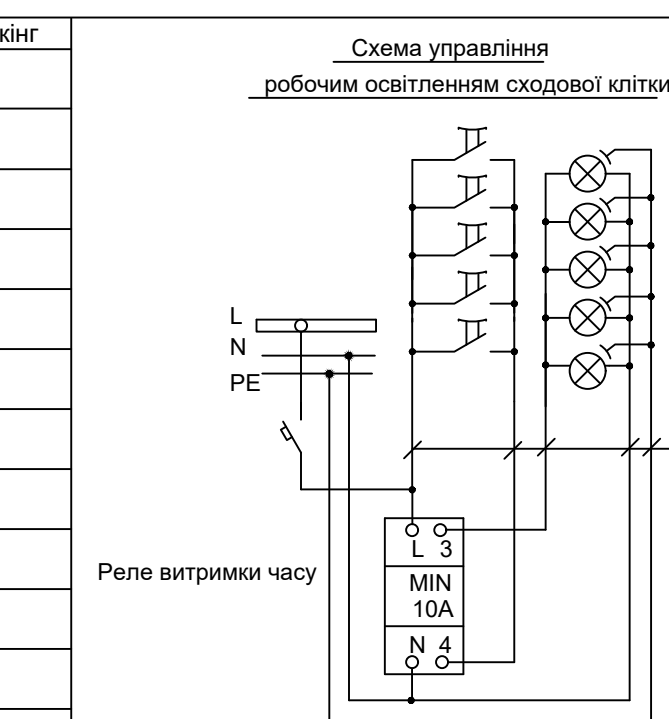 кінг
Схема управління
робочим освітленням сходової клітки
L
N
PE
L 3
Реле витримки часу
MIN
10A
N 4